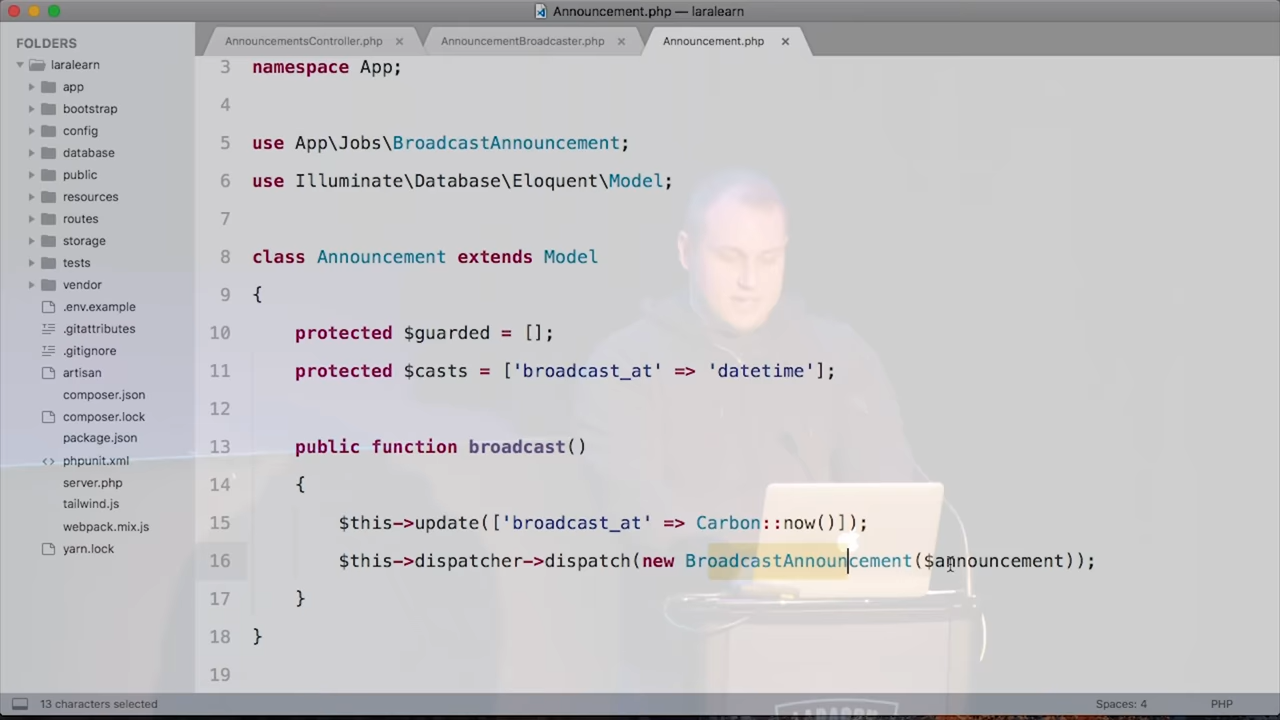 Announcement.php — laralearn
FOLDERS
laralearn
app
bootstrap
config
database
public
resources
routes
storage
tests
vendor
.env.example
.gitattributes
.gitignore
artisan
composer.json
composer.lock
package.json
phpunit.xml
server.php
tailwind.js
webpack.mix.js
yarn.lock
AnnouncementsController.php ×
AnnouncementBroadcaster.php ×
Announcement.php ×
3 namespace App;
4
5 use App\Jobs\BroadcastAnnouncement;
6 use Illuminate\Database\Eloquent\Model;
7
8 class Announcement extends Model
9 {
10 protected $guarded = [];
11 protected $casts = ['broadcast_at' => 'datetime'];
12
13 public function broadcast()
14 {
15 $this->update(['broadcast_at' => Carbon::now()]);
16 $this->dispatcher->dispatch(new BroadcastAnnouncement($announcement));
17 }
18 }
19
13 characters selected
Spaces: 4
PHP